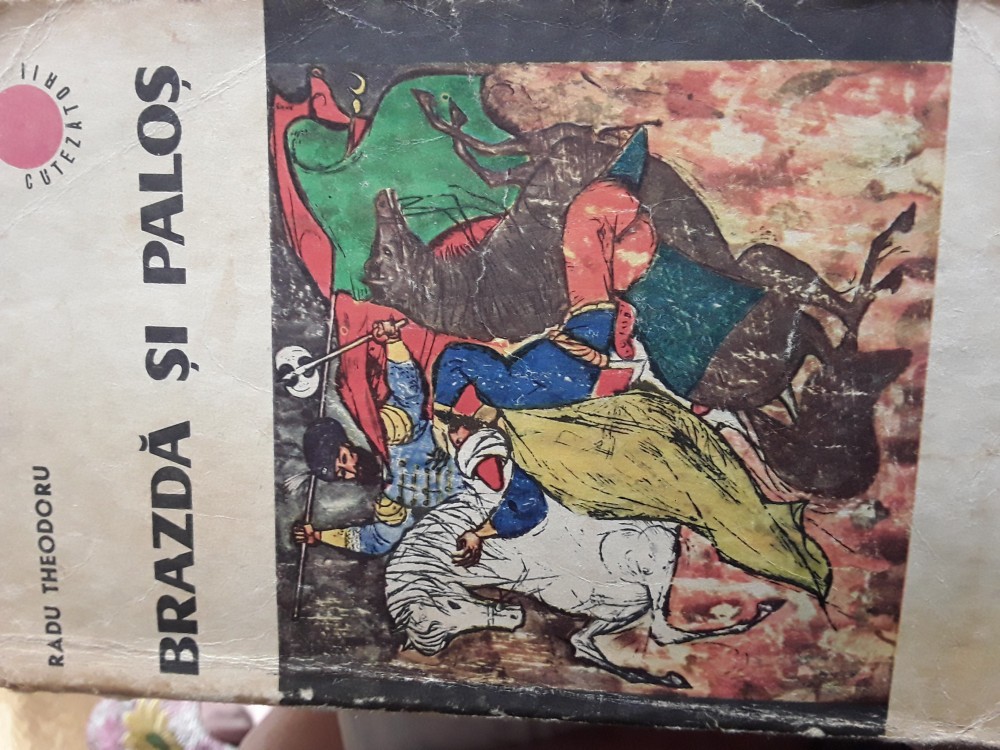 RADU THEODORU
CUTEZĂTORII
BRAZDĂ ȘI PALOȘ